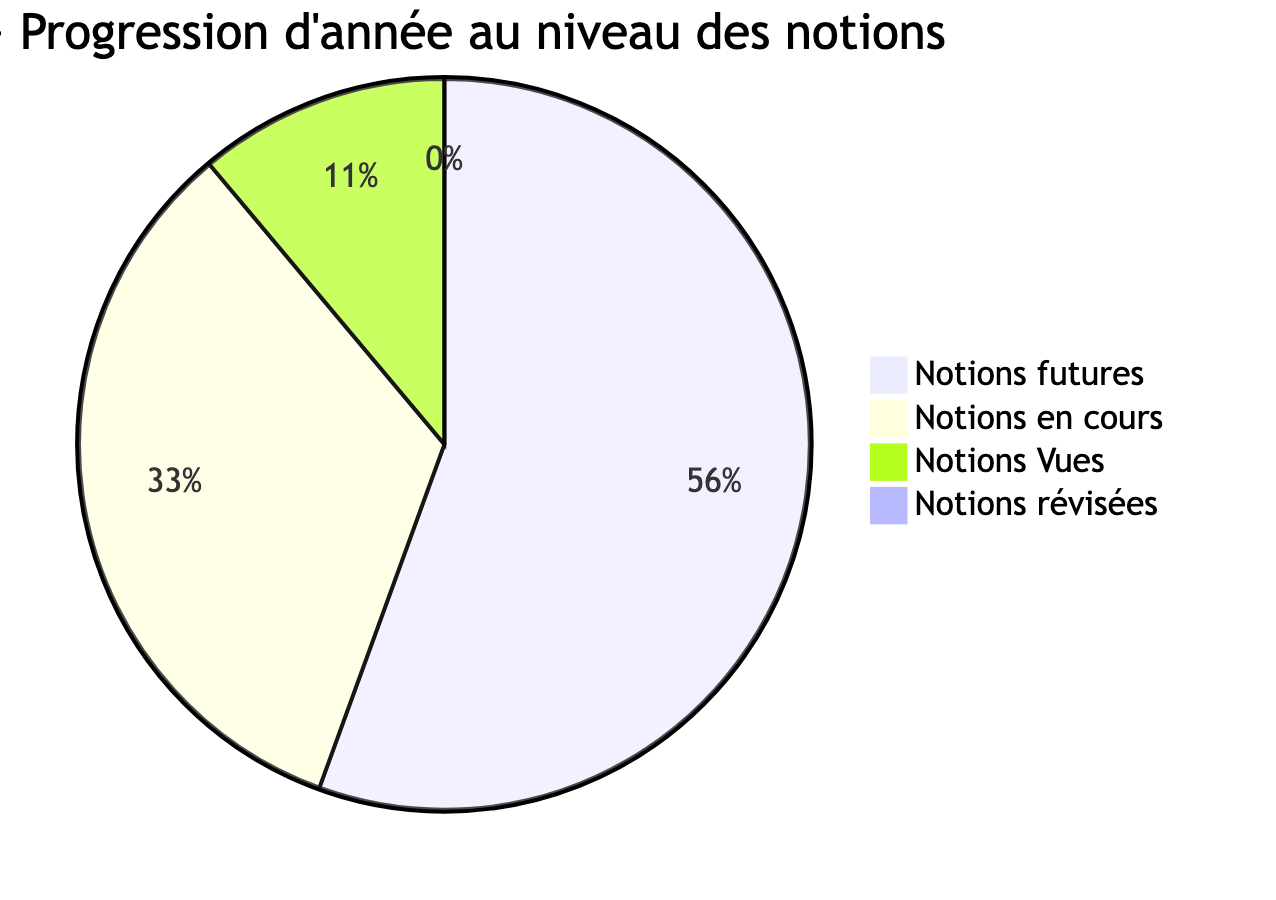 - Progression d'année au niveau des notions
11%
0%
33%
56%
Notions futures
Notions en cours
Notions Vues
Notions révisées